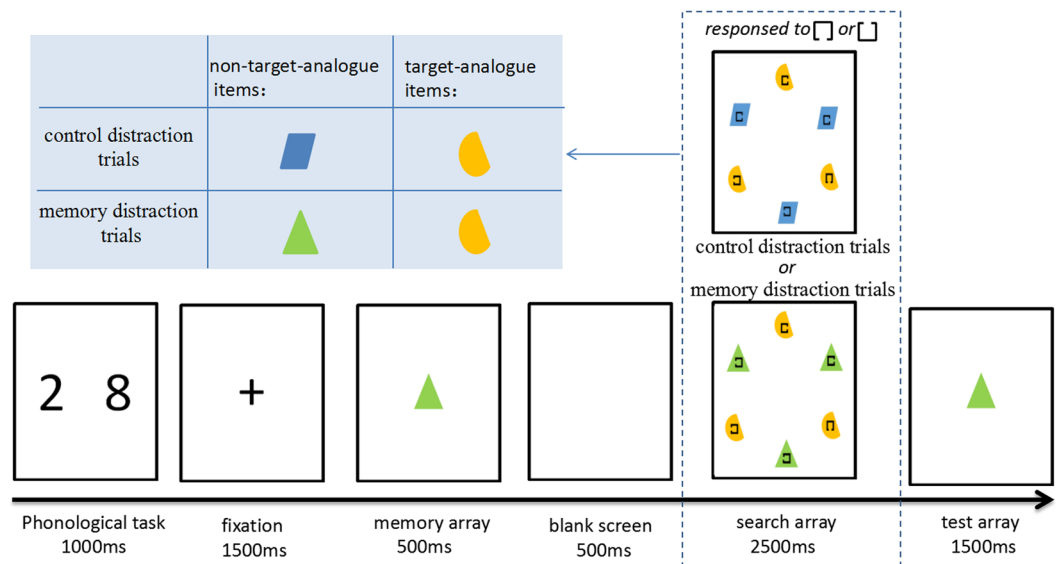 responsed to [ ] or [ ]
non-target-analogue
items:
target-analogue
items:
control distraction
trials
memory distraction
trials
control distraction trials
or
memory distraction trials
2 8
+
Phonological task
1000ms
fixation
1500ms
memory array
500ms
blank screen
500ms
search array
2500ms
test array
1500ms